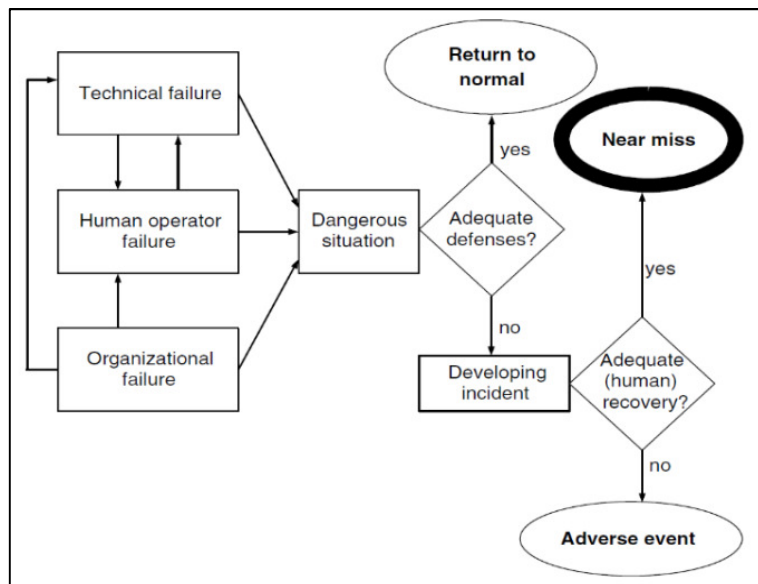 Return to
normal
Technical failure
Near miss
yes
Human operator
failure
Dangerous
situation
Adequate
defenses?
yes
no
Organizational
failure
Developing
incident
Adequate
(human)
recovery?
no
Adverse event